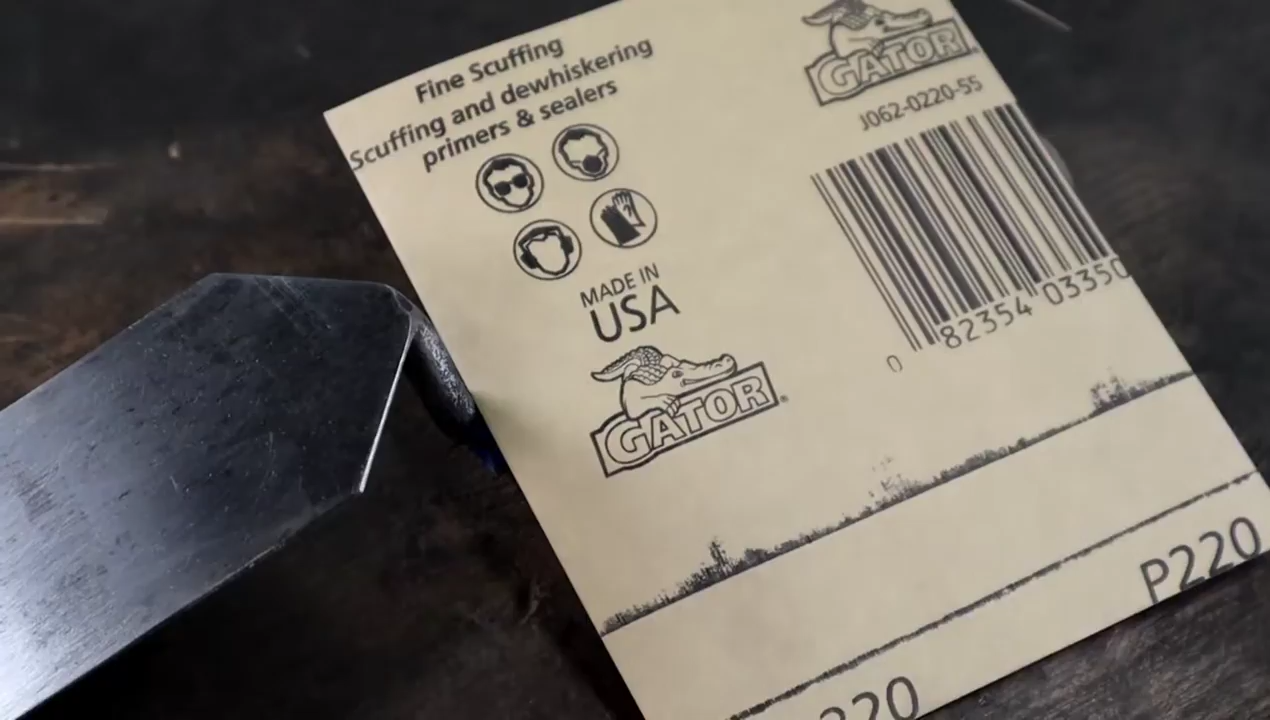 Fine Scuffing
Scuffing and dewhiskering
primers & sealers
MADE IN
USA
GATOR
GATOR
J062-0220-55
0 82354 03350
P220
220